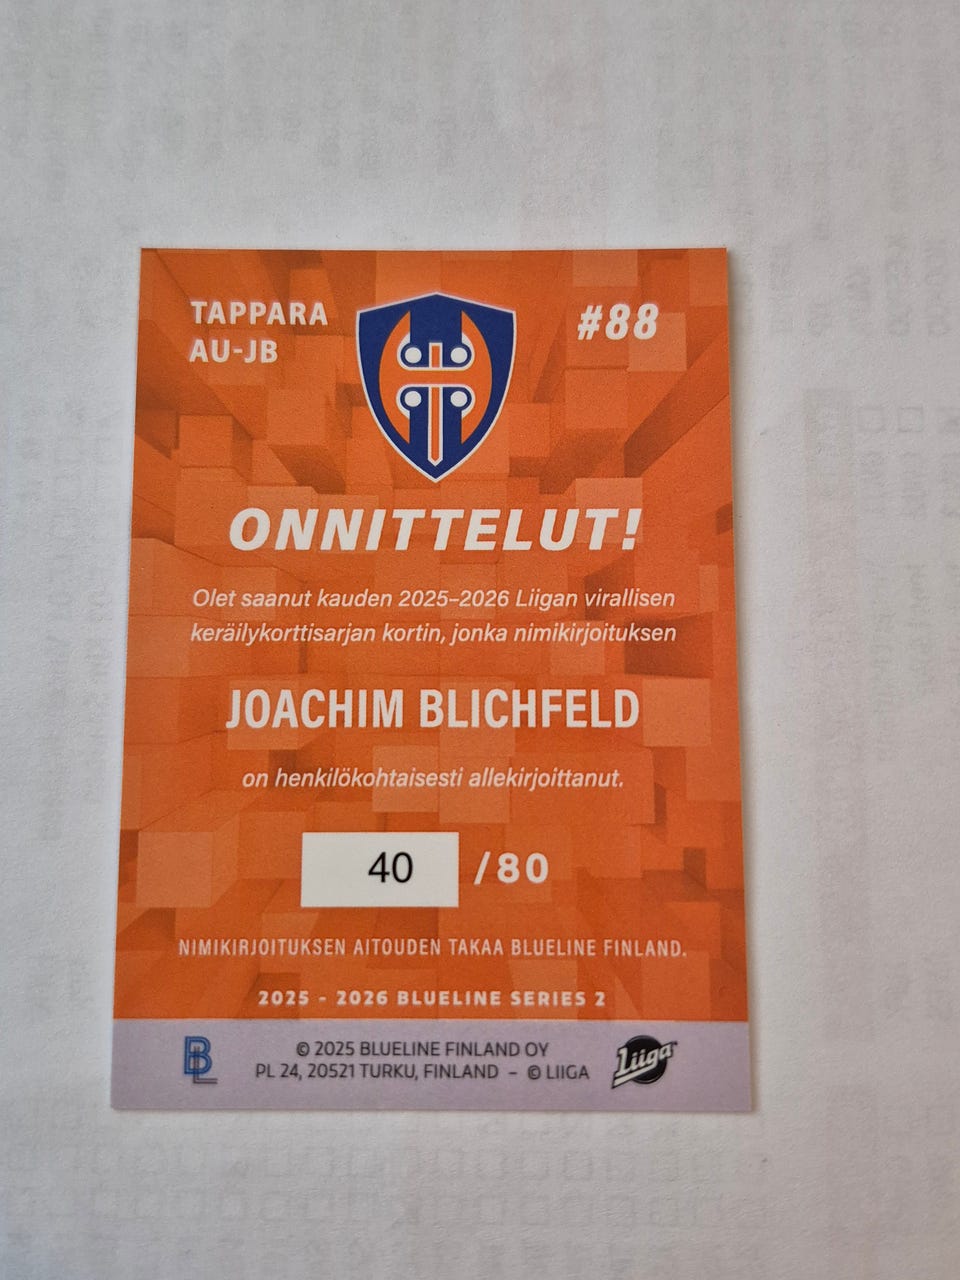 TAPPARA
AU-JB
#88
ONNITTELUT!
Olet saanut kauden 2025–2026 Liigan virallisen
keräilykorttisarjan kortin, jonka nimikirjoituksen
JOACHIM BLICHFELD
on henkilökohtaisesti allekirjoittanut.
40 /80
NIMIKIRJOITUKSEN AITOUDEN TAKAA BLUELINE FINLAND.
2025 - 2026 BLUELINE SERIES 2
BL
© 2025 BLUELINE FINLAND OY
PL 24, 20521 TURKU, FINLAND – © LIIGA
Liiga